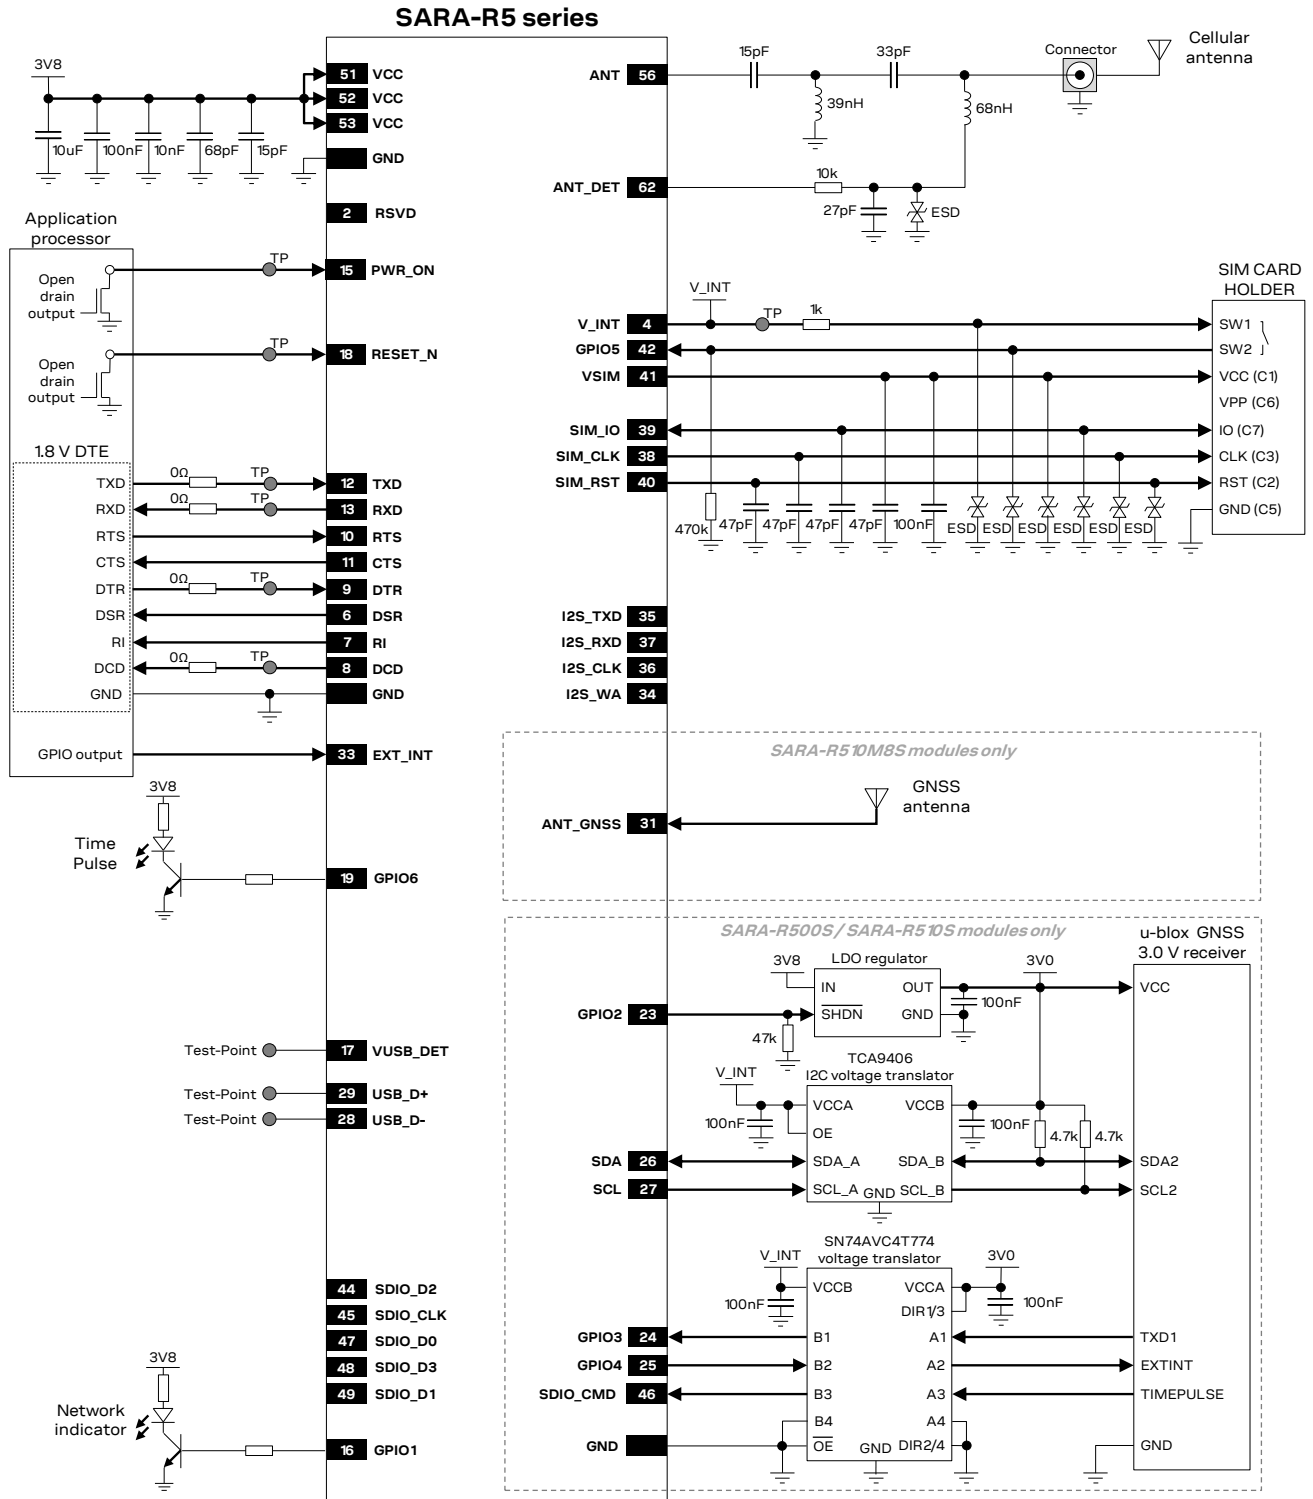 SARA-R5 series
3V8
51 VCC
52 VCC
53 VCC
10uF 100nF 10nF 68pF 15pF
GND
2 RSVD
Application
processor
Open
drain
output
TP
15 PWR_ON
Open
drain
output
TP
18 RESET_N
1.8 V DTE
TXD 0Ω TP 12 TXD
RXD 0Ω TP 13 RXD
RTS 10 RTS
CTS 11 CTS
DTR 0Ω TP 9 DTR
DSR 6 DSR
RI 7 RI
DCD 0Ω TP 8 DCD
GND GND
GPIO output 33 EXT_INT
3V8
Time
Pulse
19 GPIO6
Test-Point 17 VUSB_DET
Test-Point 29 USB_D+
Test-Point 28 USB_D-
44 SDIO_D2
45 SDIO_CLK
47 SDIO_D0
48 SDIO_D3
49 SDIO_D1
3V8
Network
indicator
16 GPIO1
ANT 56
15pF 33pF
39nH 68nH
Connector
Cellular
antenna
ANT_DET 62
10k
27pF ESD
SIM CARD
HOLDER
V_INT
V_INT 4 TP 1k SW1
GPIO5 42 SW2
VSIM 41 VCC (C1)
VPP (C6)
SIM_IO 39 IO (C7)
SIM_CLK 38 CLK (C3)
SIM_RST 40 RST (C2)
GND (C5)
470k 47pF 47pF 47pF 47pF 100nF ESD ESD ESD ESD ESD ESD
I2S_TXD 35
I2S_RXD 37
I2S_CLK 36
I2S_WA 34
SARA-R510M8S modules only
GNSS
antenna
ANT_GNSS 31
SARA-R500S / SARA-R510S modules only
u-blox GNSS
3.0 V receiver
3V8 LDO regulator 3V0
IN OUT VCC
100nF
GPIO2 23 SHDN GND
47k
TCA9406
I2C voltage translator
V_INT
VCCA VCCB
100nF 100nF
OE
4.7k 4.7k
SDA 26 SDA_A SDA_B SDA2
SCL 27 SCL_A GND SCL_B SCL2
SN74AVC4T774
voltage translator
V_INT 3V0
VCCB VCCA
100nF 100nF
DIR1/3
GPIO3 24 B1 A1 TXD1
GPIO4 25 B2 A2 EXTINT
SDIO_CMD 46 B3 A3 TIMEPULSE
B4 A4
GND OE GND DIR2/4 GND